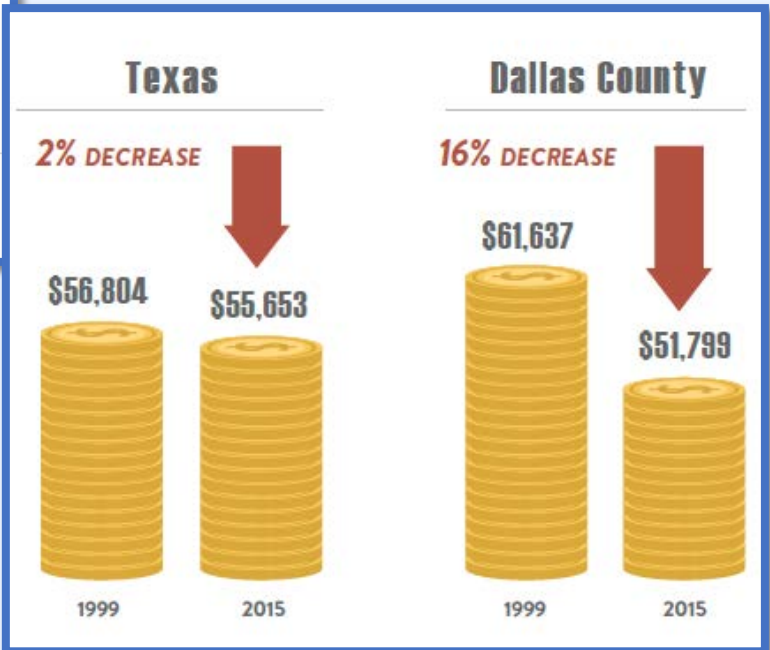 Texas
2% DECREASE
$56,804
$55,653
1999
2015
Dallas County
16% DECREASE
$61,637
$51,799
1999
2015